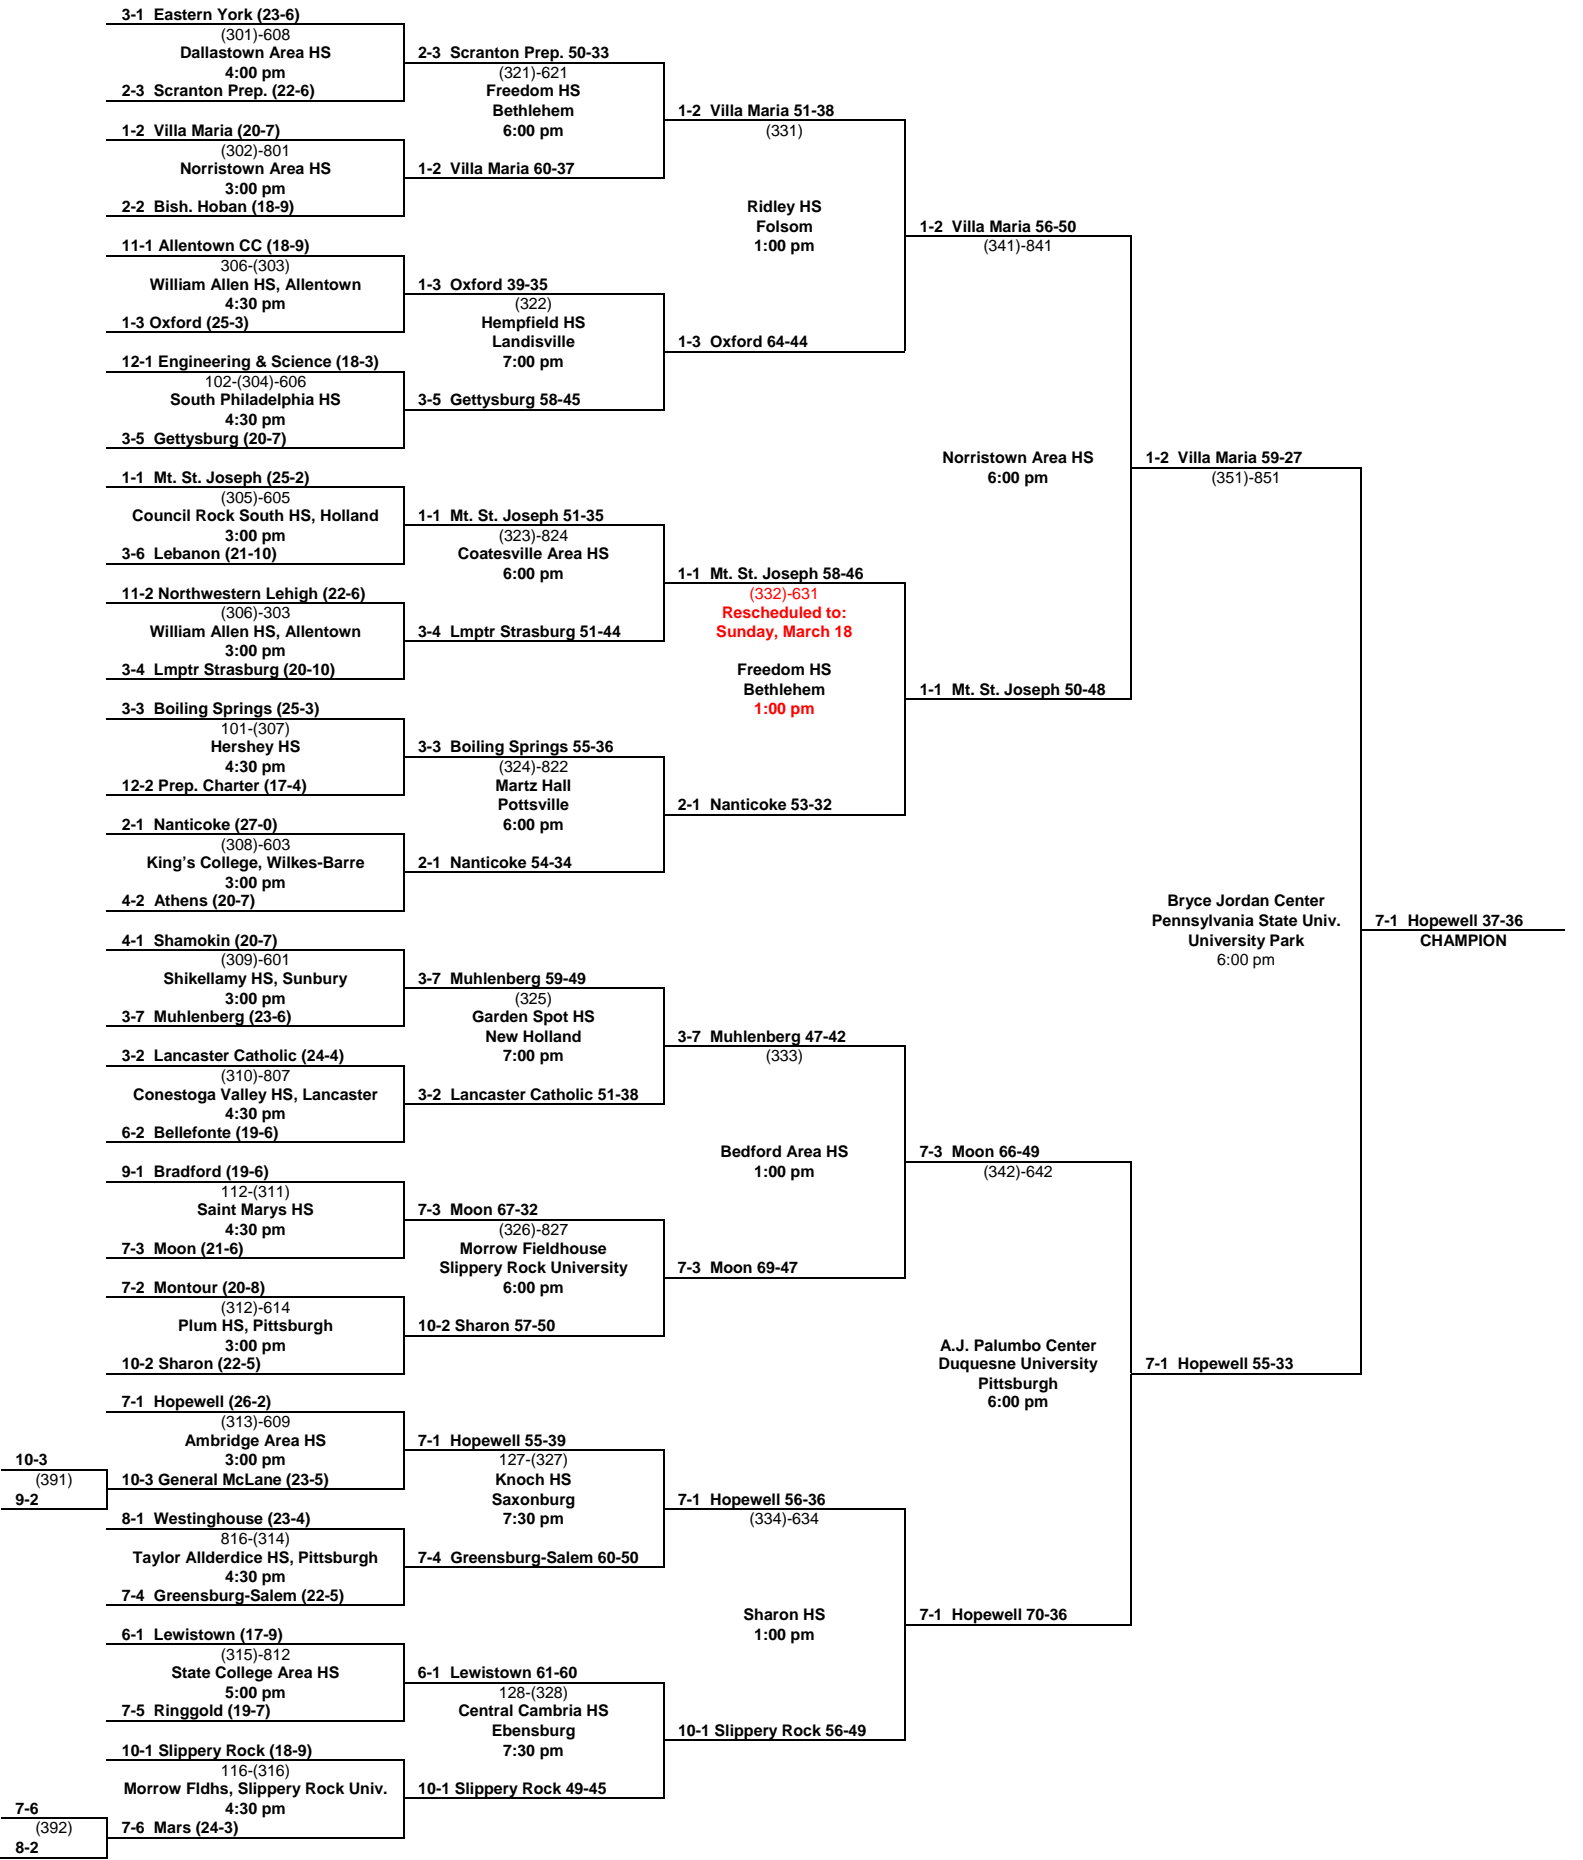 3-1  Eastern York (23-6)
(301)-608
Dallastown Area HS
4:00 pm
2-3  Scranton Prep. (22-6)
1-2  Villa Maria (20-7)
(302)-801
Norristown Area HS
3:00 pm
2-2  Bish. Hoban (18-9)
11-1 Allentown CC (18-9)
306-(303)
William Allen HS, Allentown
4:30 pm
1-3 Oxford (25-3)
12-1 Engineering & Science (18-3)
102-(304)-606
South Philadelphia HS
4:30 pm
3-5  Gettysburg (20-7)
1-1  Mt. St. Joseph (25-2)
(305)-605
Council Rock South HS, Holland
3:00 pm
3-6  Lebanon (21-10)
11-2 Northwestern Lehigh (22-6)
(306)-303
William Allen HS, Allentown
3:00 pm
3-4  Lmptr Strasburg (20-10)
3-3  Boiling Springs (25-3)
101-(307)
Hershey HS
4:30 pm
12-2 Prep. Charter (17-4)
2-1  Nanticoke (27-0)
(308)-603
King's College, Wilkes-Barre
3:00 pm
4-2  Athens (20-7)
4-1  Shamokin (20-7)
(309)-601
Shikellamy HS, Sunbury
3:00 pm
3-7  Muhlenberg (23-6)
3-2  Lancaster Catholic (24-4)
(310)-807
Conestoga Valley HS, Lancaster
4:30 pm
6-2  Bellefonte (19-6)
9-1  Bradford (19-6)
112-(311)
Saint Marys HS
4:30 pm
7-3  Moon (21-6)
7-2  Montour (20-8)
(312)-614
Plum HS, Pittsburgh
3:00 pm
10-2 Sharon (22-5)
7-1  Hopewell (26-2)
(313)-609
Ambridge Area HS
3:00 pm
10-3
(391)
9-2
10-3 General McLane (23-5)
8-1  Westinghouse (23-4)
816-(314)
Taylor Allderdice HS, Pittsburgh
4:30 pm
7-4  Greensburg-Salem (22-5)
6-1  Lewistown (17-9)
(315)-812
State College Area HS
5:00 pm
7-5  Ringgold (19-7)
10-1 Slippery Rock (18-9)
116-(316)
Morrow Fldhs, Slippery Rock Univ.
4:30 pm
7-6
(392)
8-2
7-6  Mars (24-3)
2-3  Scranton Prep. 50-33
(321)-621
Freedom HS
Bethlehem
6:00 pm
1-2  Villa Maria 60-37
1-3  Oxford 39-35
(322)
Hempfield HS
Landisville
7:00 pm
3-5  Gettysburg 58-45
1-1  Mt. St. Joseph 51-35
(323)-824
Coatesville Area HS
6:00 pm
3-4  Lmptr Strasburg 51-44
3-3  Boiling Springs 55-36
(324)-822
Martz Hall
Pottsville
6:00 pm
2-1  Nanticoke 54-34
3-7  Muhlenberg 59-49
(325)
Garden Spot HS
New Holland
7:00 pm
3-2  Lancaster Catholic 51-38
7-3  Moon 67-32
(326)-827
Morrow Fieldhouse
Slippery Rock University
6:00 pm
10-2 Sharon 57-50
7-1  Hopewell 55-39
127-(327)
Knoch HS
Saxonburg
7:30 pm
7-4  Greensburg-Salem 60-50
6-1  Lewistown 61-60
128-(328)
Central Cambria HS
Ebensburg
7:30 pm
10-1 Slippery Rock 49-45
1-2  Villa Maria 51-38
(331)
Ridley HS
Folsom
1:00 pm
1-3  Oxford 64-44
1-1  Mt. St. Joseph 58-46
(332)-631
Rescheduled to:
Sunday, March 18
Freedom HS
Bethlehem
1:00 pm
2-1  Nanticoke 53-32
3-7  Muhlenberg 47-42
(333)
Bedford Area HS
1:00 pm
7-3  Moon 69-47
7-1  Hopewell 56-36
(334)-634
Sharon HS
1:00 pm
10-1 Slippery Rock 56-49
1-2  Villa Maria 56-50
(341)-841
Norristown Area HS
6:00 pm
1-1  Mt. St. Joseph 50-48
7-3  Moon 66-49
(342)-642
A.J. Palumbo Center
Duquesne University
Pittsburgh
6:00 pm
7-1  Hopewell 70-36
1-2  Villa Maria 59-27
(351)-851
Bryce Jordan Center
Pennsylvania State Univ.
University Park
6:00 pm
7-1  Hopewell 55-33
7-1  Hopewell 37-36
CHAMPION